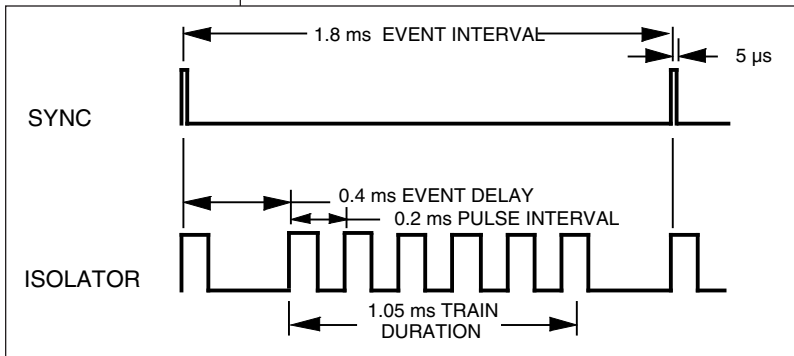 1.8 ms EVENT INTERVAL
5 µs
SYNC
0.4 ms EVENT DELAY
0.2 ms PULSE INTERVAL
ISOLATOR
1.05 ms TRAIN
DURATION